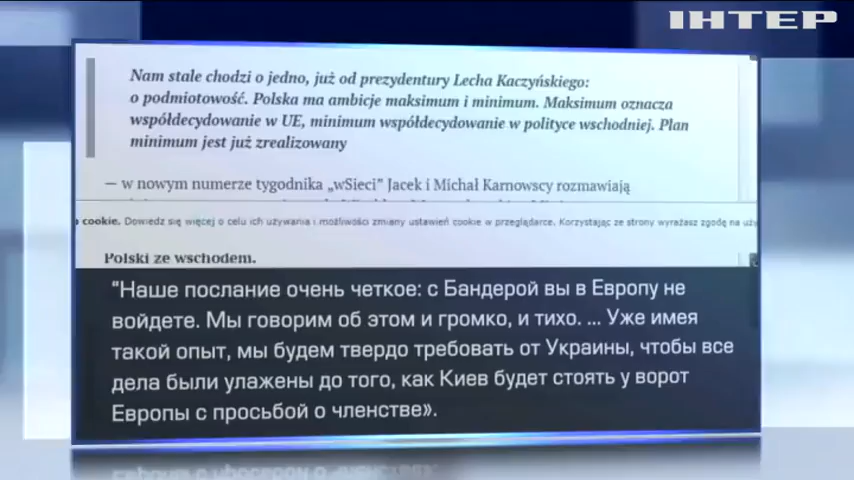 ІНТЕР
Nam stale chodzi o jedno, już od prezydentury Lecha Kaczyńskiego:
o podmiotowość. Polska ma ambicje maksimum i minimum. Maksimum oznacza
współdecydowanie w UE, minimum współdecydowanie w polityce wschodniej. Plan
minimum jest już zrealizowany
— w nowym numerze tygodnika „wSieci” Jacek i Michał Karnowscy rozmawiają
cookie. Dowiedz się więcej o celu ich używania i możliwości zmiany ustawień cookie w przeglądarce. Korzystając ze strony wyrażasz zgodę na
Polski ze wschodem.
“Наше послание очень четкое: с Бандерой вы в Европу не
войдете. Мы говорим об этом и громко, и тихо. ... Уже имея
такой опыт, мы будем твердо требовать от Украины, чтобы все
дела были улажены до того, как Киев будет стоять у ворот
Европы с просьбой о членстве».